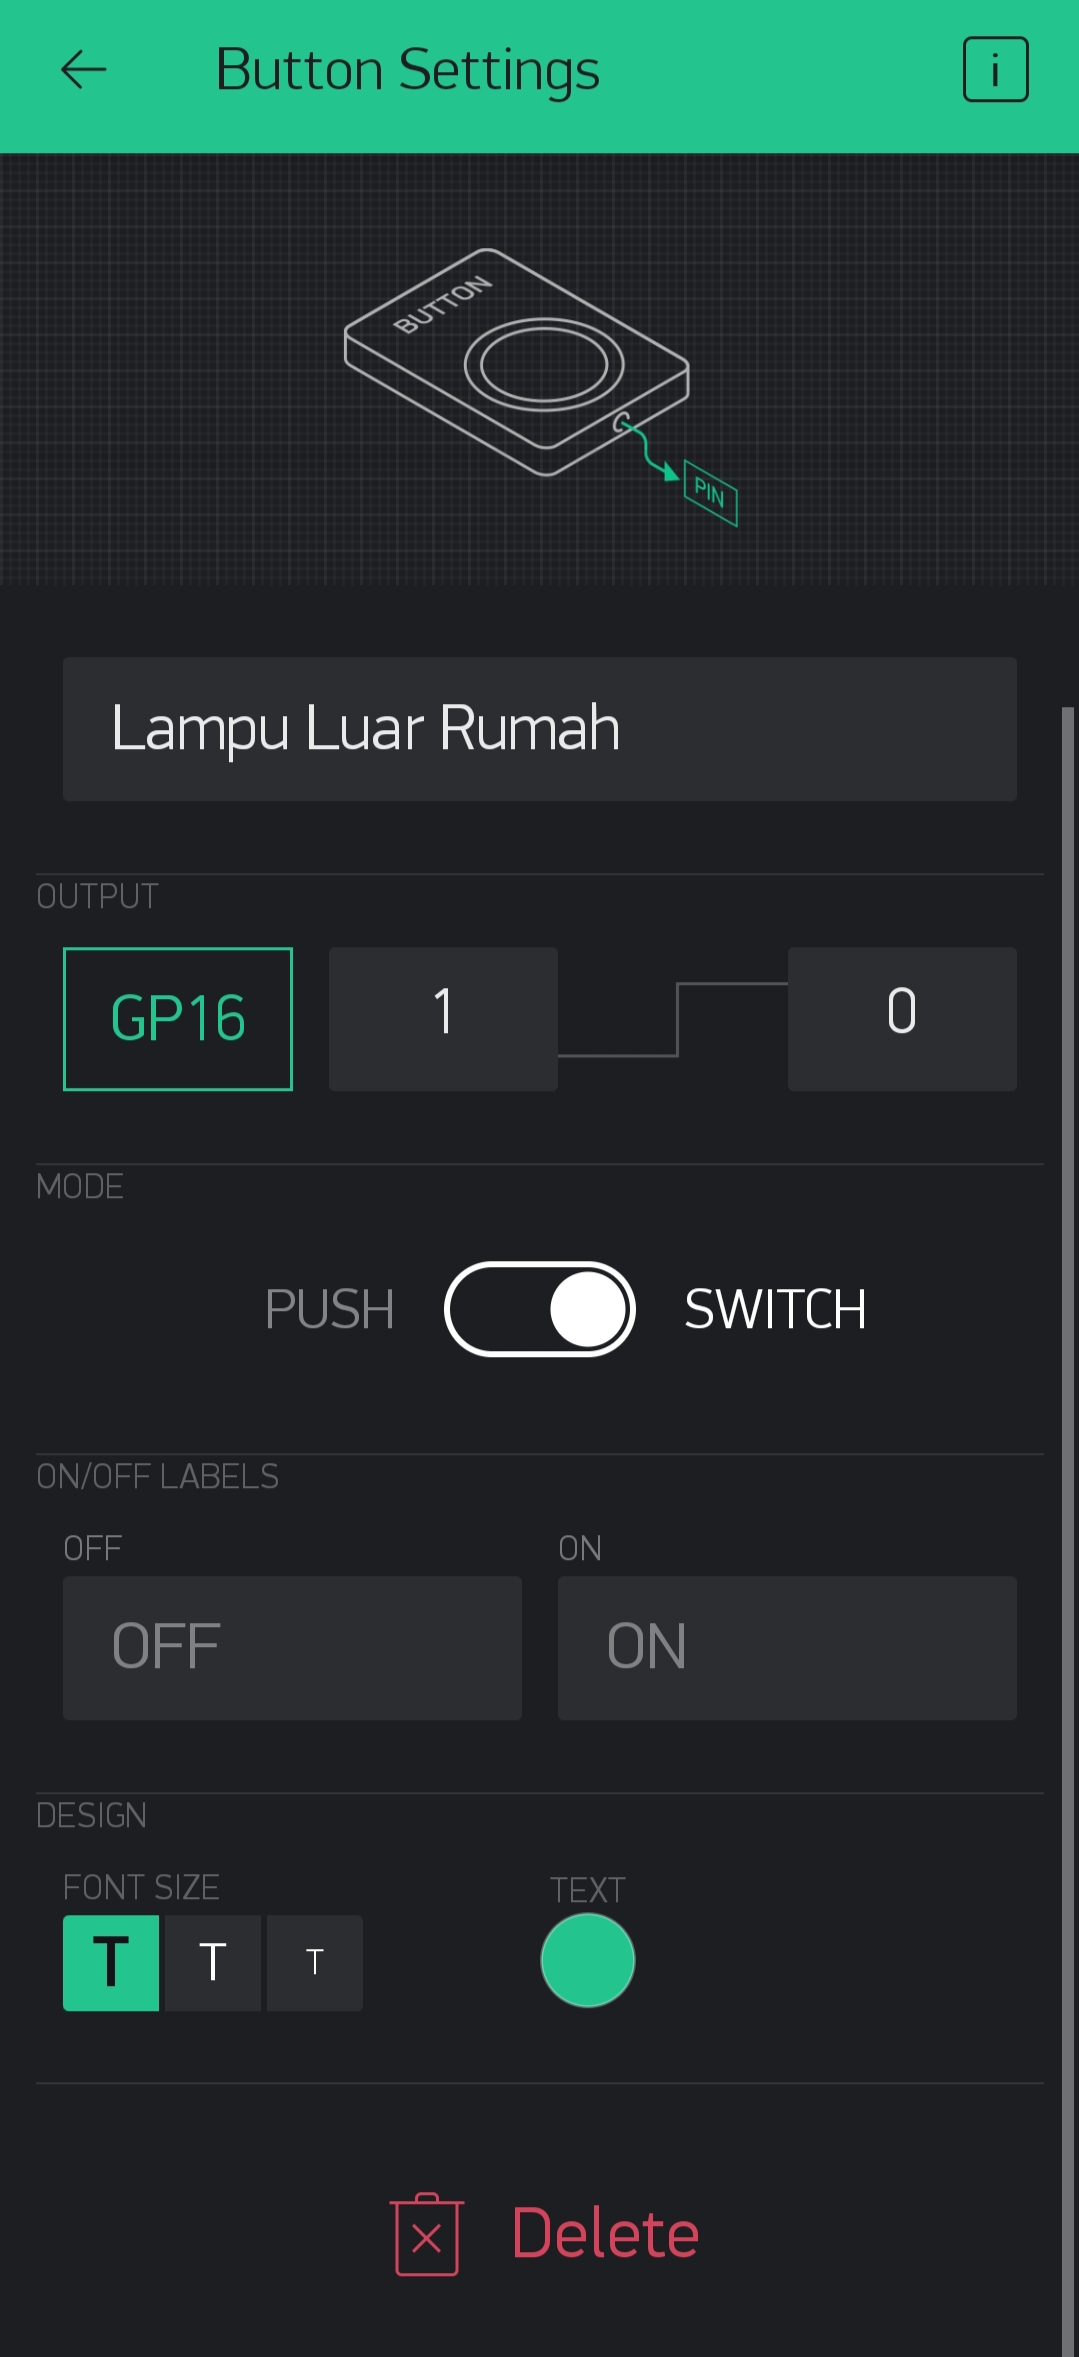 Button Settings
i
BUTTON
PIN
Lampu Luar Rumah
OUTPUT
GP16 1 0
MODE
PUSH SWITCH
ON/OFF LABELS
OFF ON
OFF ON
DESIGN
FONT SIZE TEXT
T T T
Delete